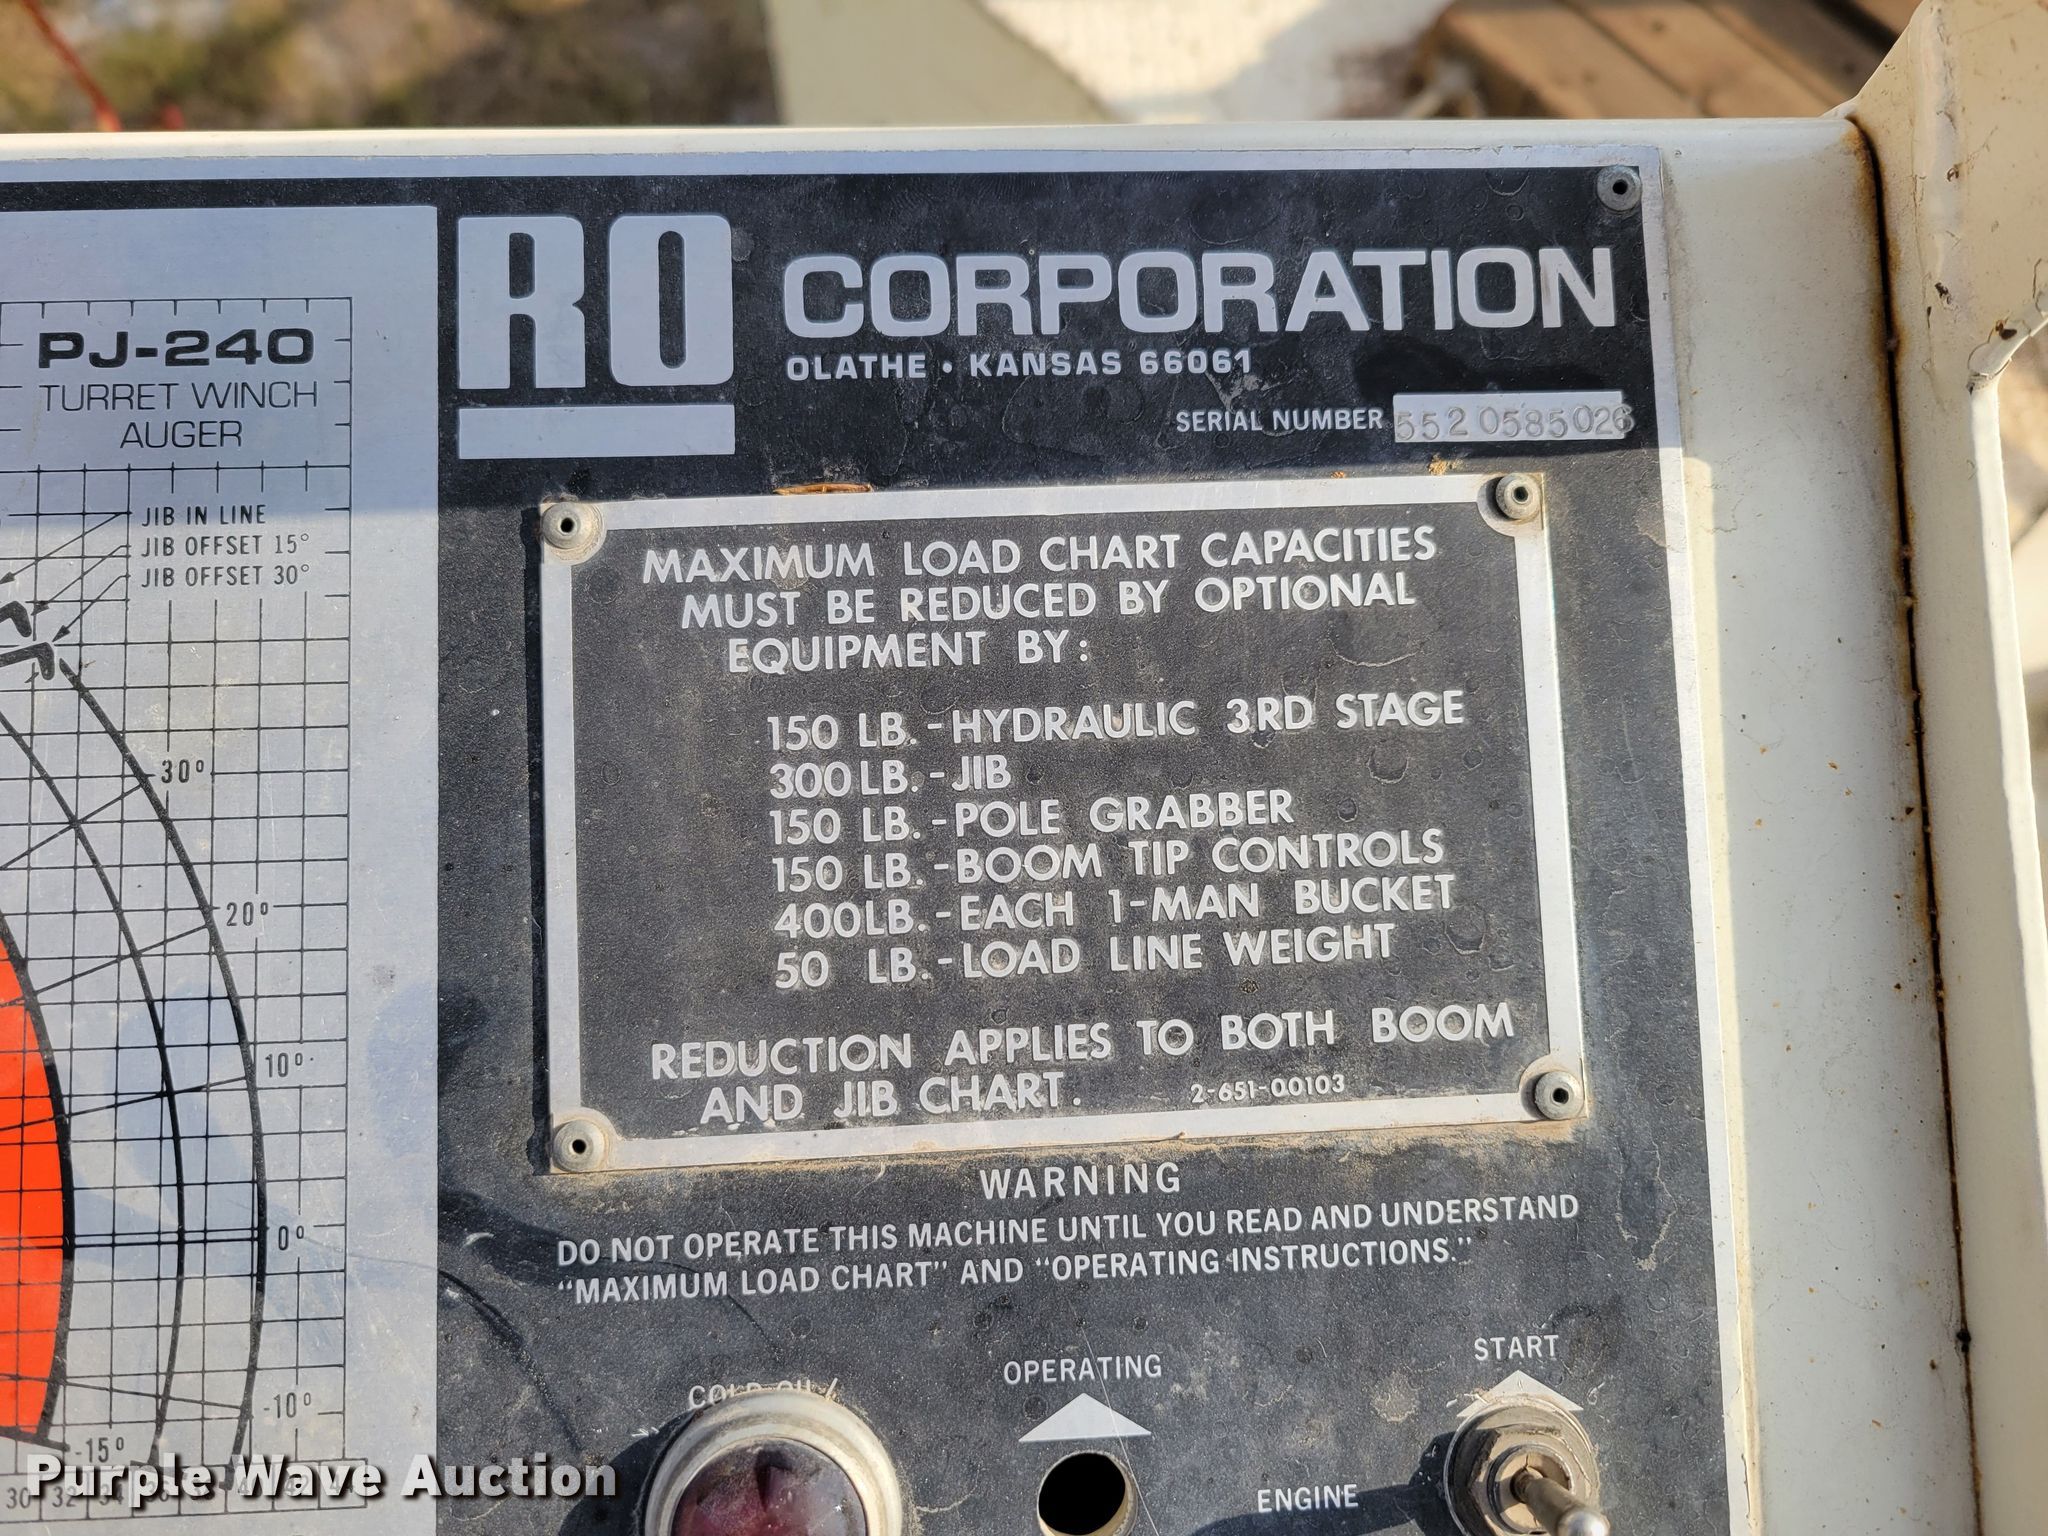 RO CORPORATION
OLATHE • KANSAS 66061
SERIAL NUMBER 5520585026
PJ-240
TURRET WINCH
AUGER
JIB IN LINE
JIB OFFSET 15°
JIB OFFSET 30°
30°
20°
10°
0°
-10°
-15°
30 32 34
MAXIMUM LOAD CHART CAPACITIES
MUST BE REDUCED BY OPTIONAL
EQUIPMENT BY:
150 LB.-HYDRAULIC 3RD STAGE
300 LB.-JIB
150 LB.-POLE GRABBER
150 LB.-BOOM TIP CONTROLS
400 LB.-EACH 1-MAN BUCKET
50 LB.-LOAD LINE WEIGHT
REDUCTION APPLIES TO BOTH BOOM
AND JIB CHART. 2-651-00103
WARNING
DO NOT OPERATE THIS MACHINE UNTIL YOU READ AND UNDERSTAND
"MAXIMUM LOAD CHART" AND "OPERATING INSTRUCTIONS."
COLD OIL/
OPERATING
START
ENGINE
Purple Wave Auction